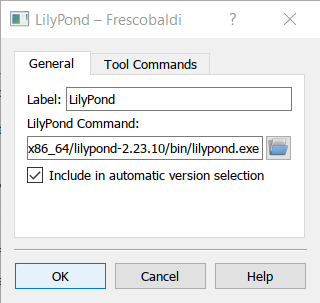 LilyPond – Frescobaldi
?
General
Tool Commands
Label: LilyPond
LilyPond Command:
x86_64/lilypond-2.23.10/bin/lilypond.exe
Include in automatic version selection
OK
Cancel
Help